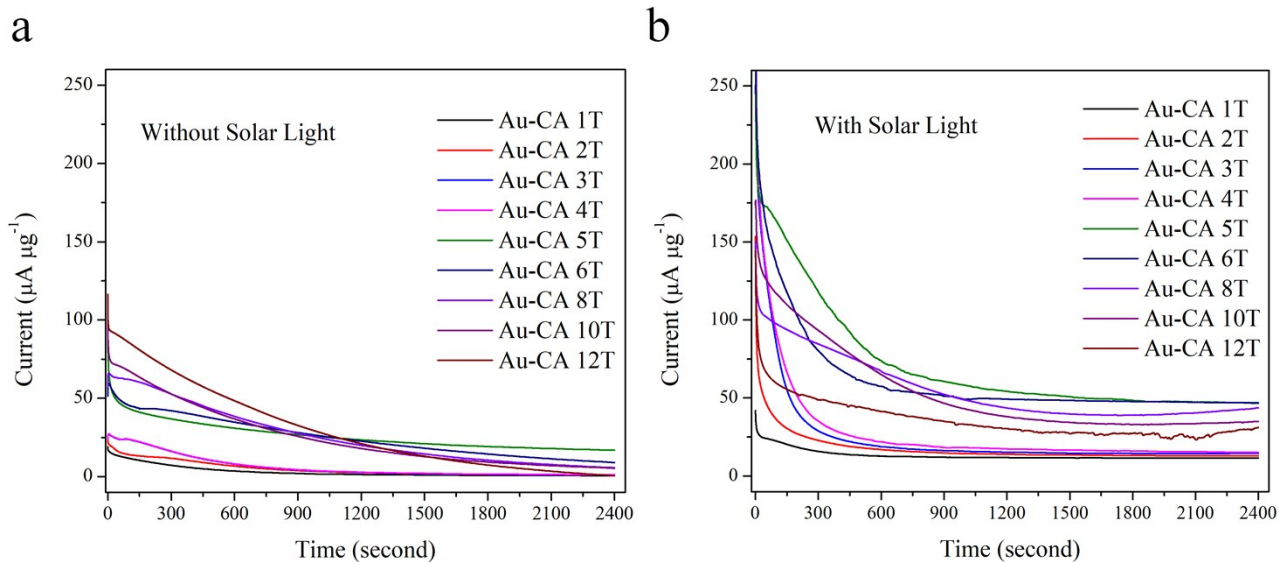 a
250
200
150
100
50
0
Current (μA μg⁻¹)
Without Solar Light
Au-CA 1T
Au-CA 2T
Au-CA 3T
Au-CA 4T
Au-CA 5T
Au-CA 6T
Au-CA 8T
Au-CA 10T
Au-CA 12T
0 300 600 900 1200 1500 1800 2100 2400
Time (second)
b
250
200
150
100
50
0
Current (μA μg⁻¹)
With Solar Light
Au-CA 1T
Au-CA 2T
Au-CA 3T
Au-CA 4T
Au-CA 5T
Au-CA 6T
Au-CA 8T
Au-CA 10T
Au-CA 12T
0 300 600 900 1200 1500 1800 2100 2400
Time (second)